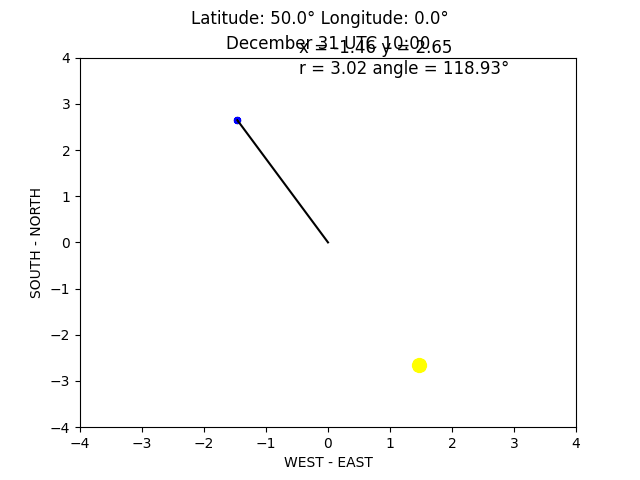 Latitude: 50.0° Longitude: 0.0°
December 31 UTC 10:00
x = -1.46 y = 2.65
r = 3.02 angle = 118.93°
4
3
2
1
0
−1
−2
−3
−4
SOUTH - NORTH
−4 −3 −2 −1 0 1 2 3 4
WEST - EAST